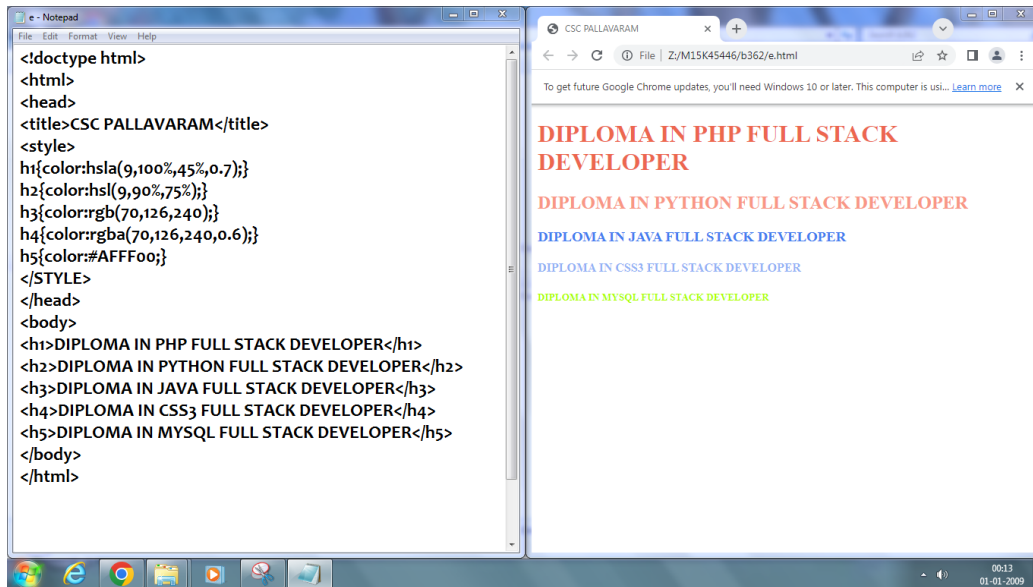 e - Notepad
File Edit Format View Help
<!doctype html>
<html>
<head>
<title>CSC PALLAVARAM</title>
<style>
h1{color:hsla(9,100%,45%,0.7);}
h2{color:hsl(9,90%,75%);}
h3{color:rgb(70,126,240);}
h4{color:rgba(70,126,240,0.6);}
h5{color:#AFFF00;}
</STYLE>
</head>
<body>
<h1>DIPLOMA IN PHP FULL STACK DEVELOPER</h1>
<h2>DIPLOMA IN PYTHON FULL STACK DEVELOPER</h2>
<h3>DIPLOMA IN JAVA FULL STACK DEVELOPER</h3>
<h4>DIPLOMA IN CSS3 FULL STACK DEVELOPER</h4>
<h5>DIPLOMA IN MYSQL FULL STACK DEVELOPER</h5>
</body>
</html>
CSC PALLAVARAM
File | Z:/M15K45446/b362/e.html
To get future Google Chrome updates, you'll need Windows 10 or later. This computer is usi... Learn more
DIPLOMA IN PHP FULL STACK
DEVELOPER
DIPLOMA IN PYTHON FULL STACK DEVELOPER
DIPLOMA IN JAVA FULL STACK DEVELOPER
DIPLOMA IN CSS3 FULL STACK DEVELOPER
DIPLOMA IN MYSQL FULL STACK DEVELOPER
00:13
01-01-2009